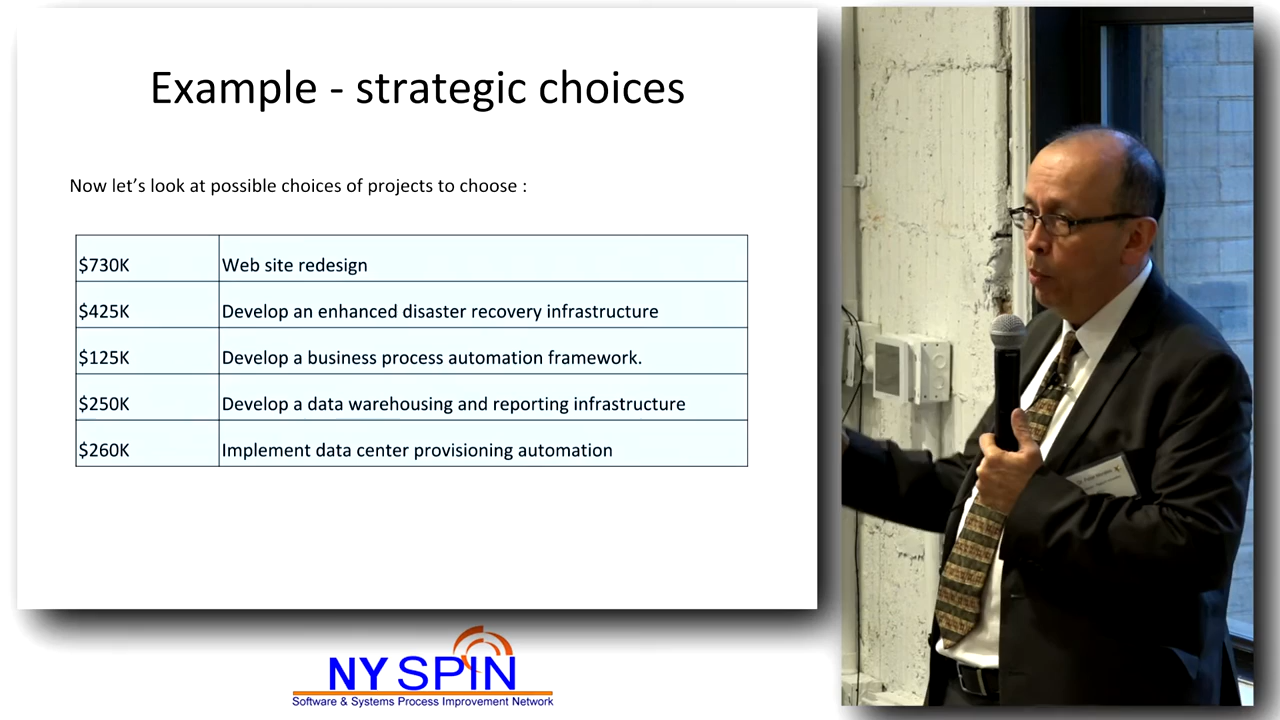 Example - strategic choices
Now let's look at possible choices of projects to choose :
$730K Web site redesign
$425K Develop an enhanced disaster recovery infrastructure
$125K Develop a business process automation framework.
$250K Develop a data warehousing and reporting infrastructure
$260K Implement data center provisioning automation
NY SPIN
Software & Systems Process Improvement Network